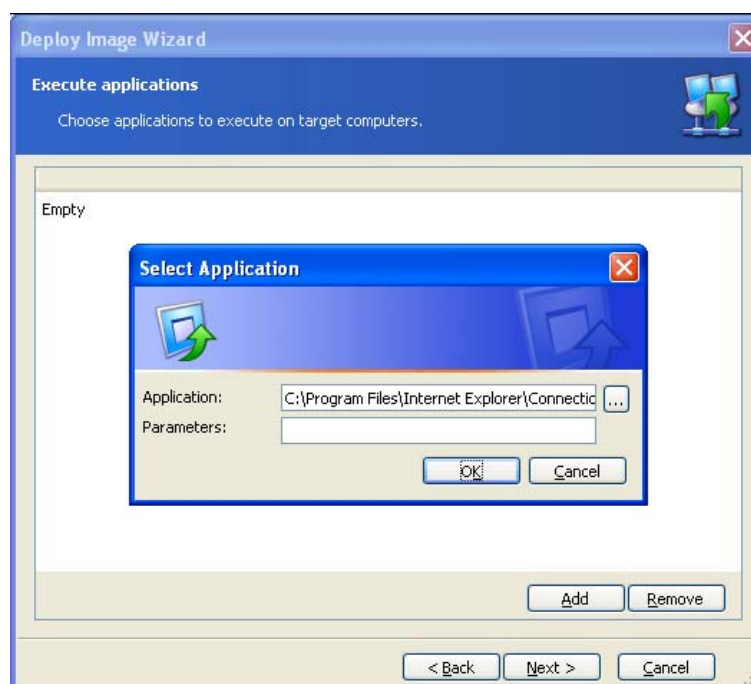 Deploy Image Wizard
Execute applications
Choose applications to execute on target computers.
Empty
Select Application
Application: C:\Program Files\Internet Explorer\Connectic ...
Parameters:
OK Cancel
Add Remove
< Back Next > Cancel